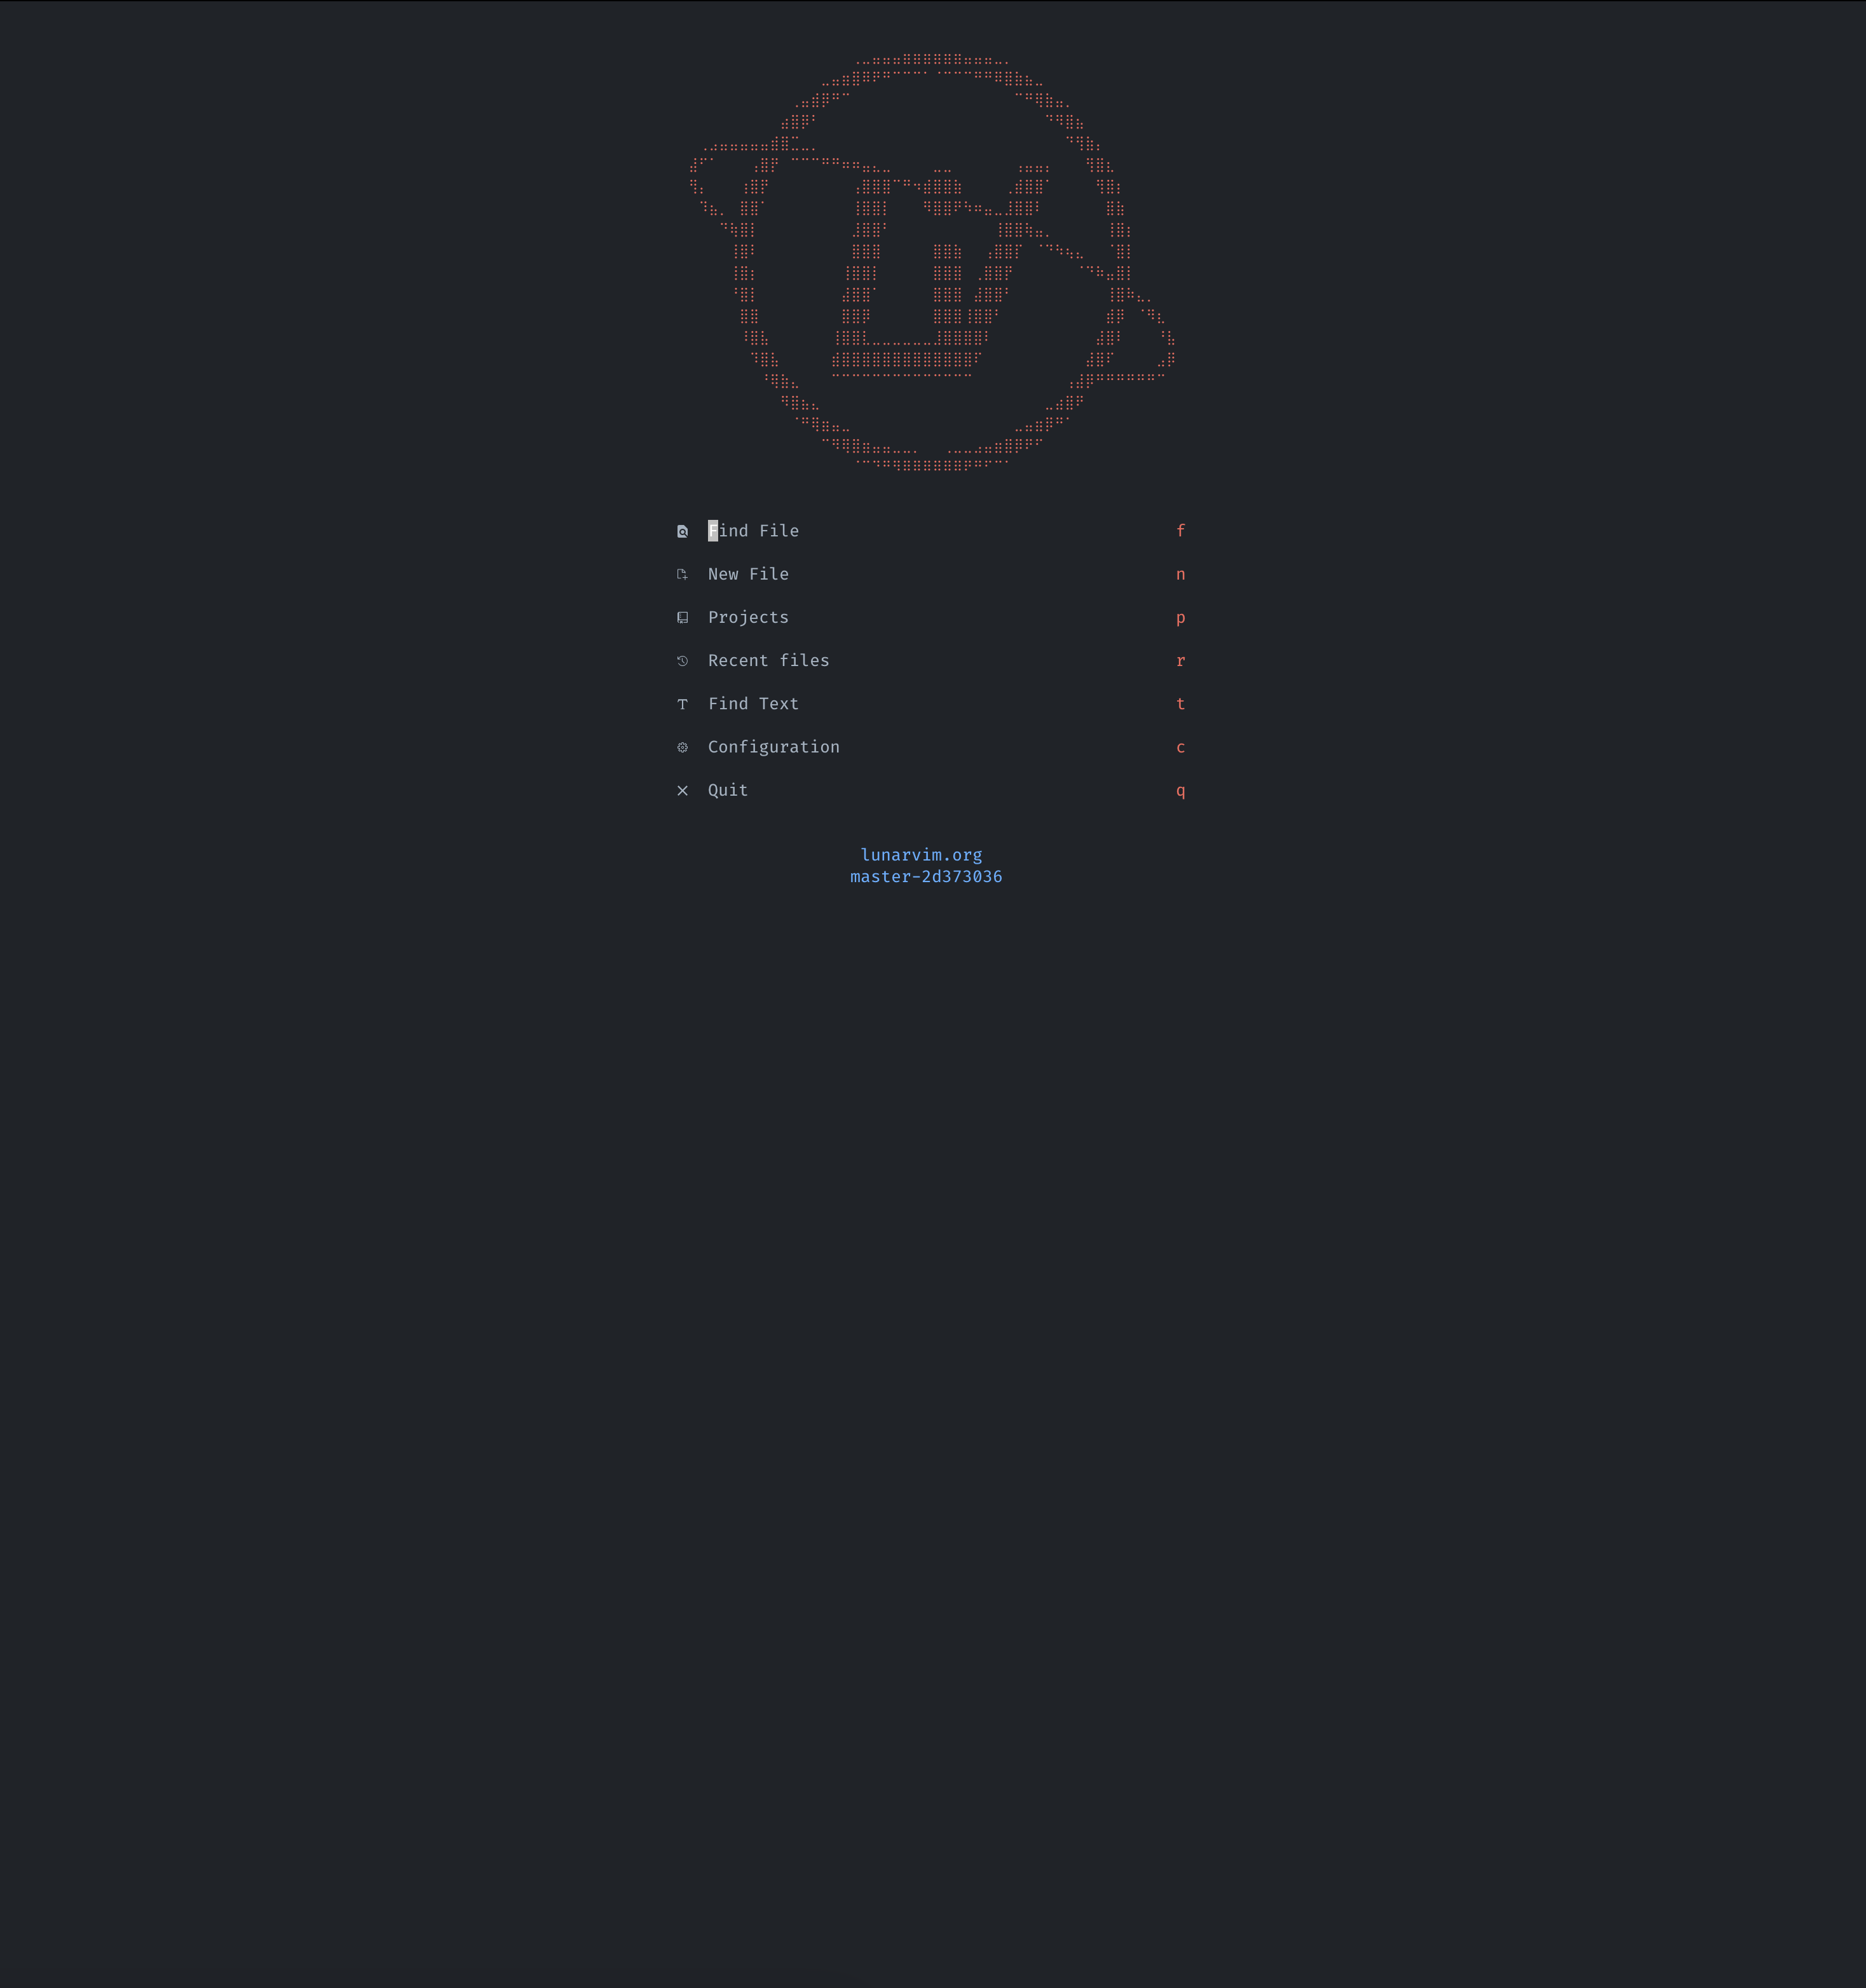 Find File f
New File n
Projects p
Recent files r
Find Text t
Configuration c
Quit q
lunarvim.org
master-2d373036